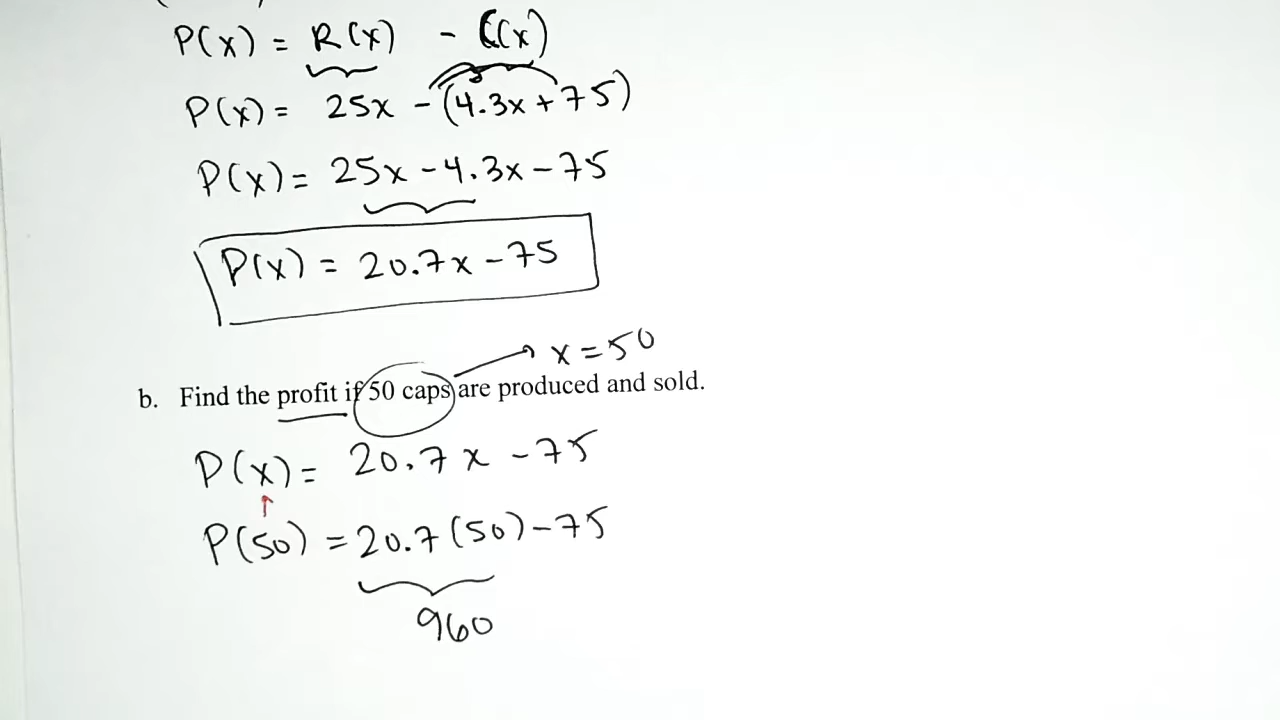 P(x) = R(x) - C(x)
P(x) = 25x - (4.3x + 75)
P(x) = 25x - 4.3x - 75
P(x) = 20.7x - 75
x = 50
b. Find the profit if 50 caps are produced and sold.
P(x) = 20.7x - 75
P(50) = 20.7(50) - 75
960